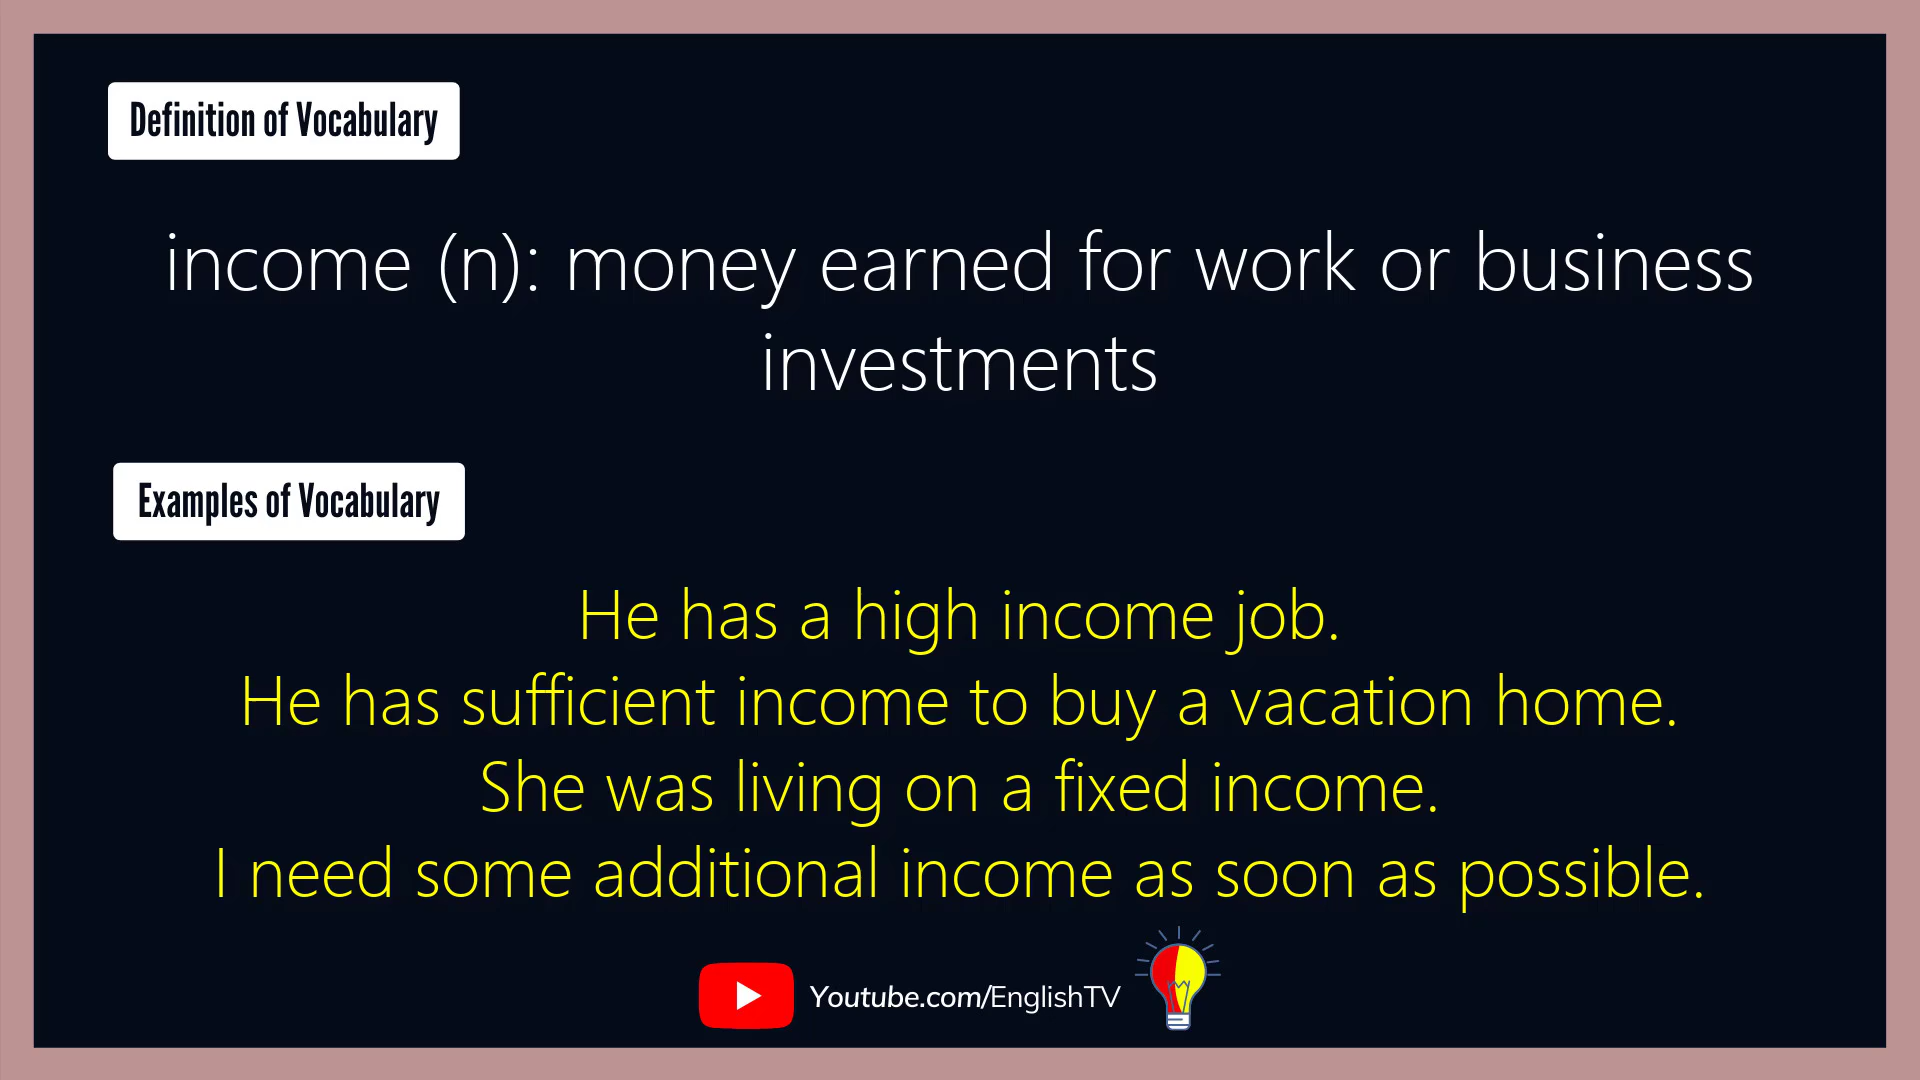 Definition of Vocabulary
income (n): money earned for work or business
investments
Examples of Vocabulary
He has a high income job.
He has sufficient income to buy a vacation home.
She was living on a fixed income.
I need some additional income as soon as possible.
Youtube.com/EnglishTV